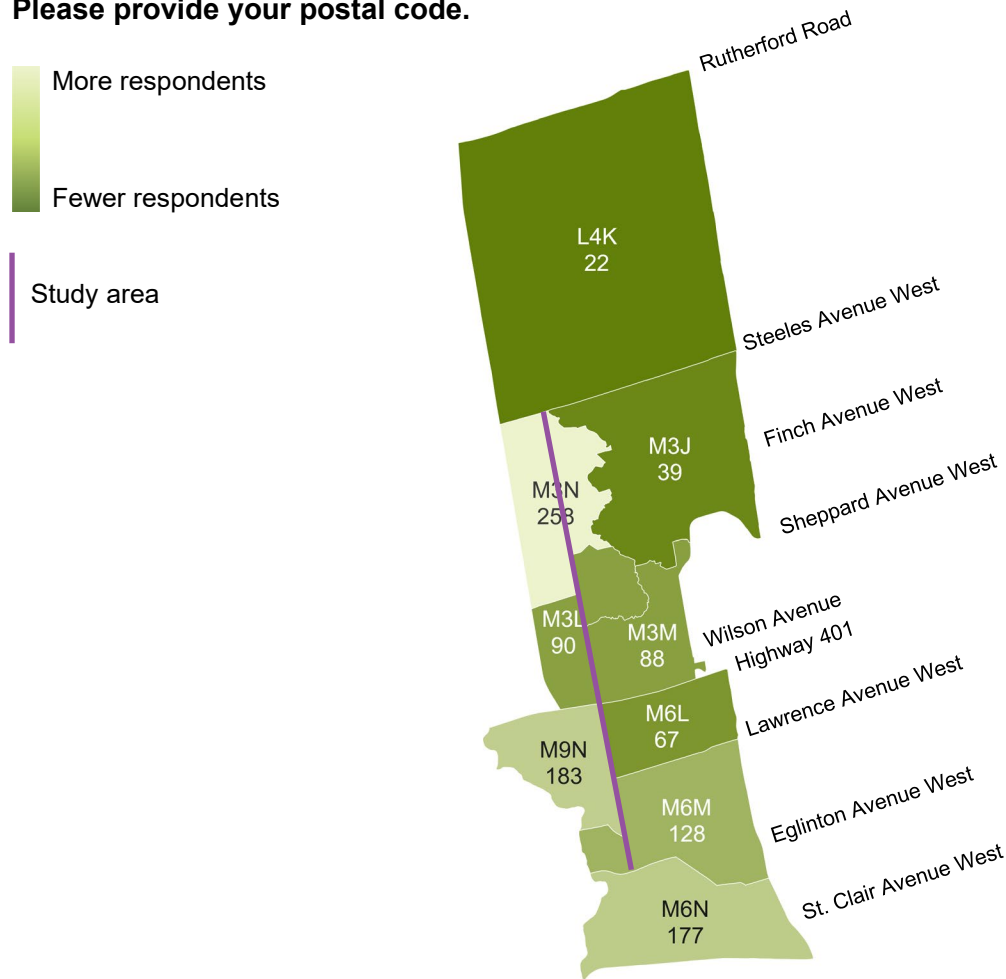 Please provide your postal code.
More respondents
Fewer respondents
Study area
Rutherford Road
L4K
22
Steeles Avenue West
Finch Avenue West
M3J
39
Sheppard Avenue West
M3N
258
Wilson Avenue
M3L
90
M3M
88
Highway 401
Lawrence Avenue West
M6L
67
M9N
183
Eglinton Avenue West
M6M
128
St. Clair Avenue West
M6N
177